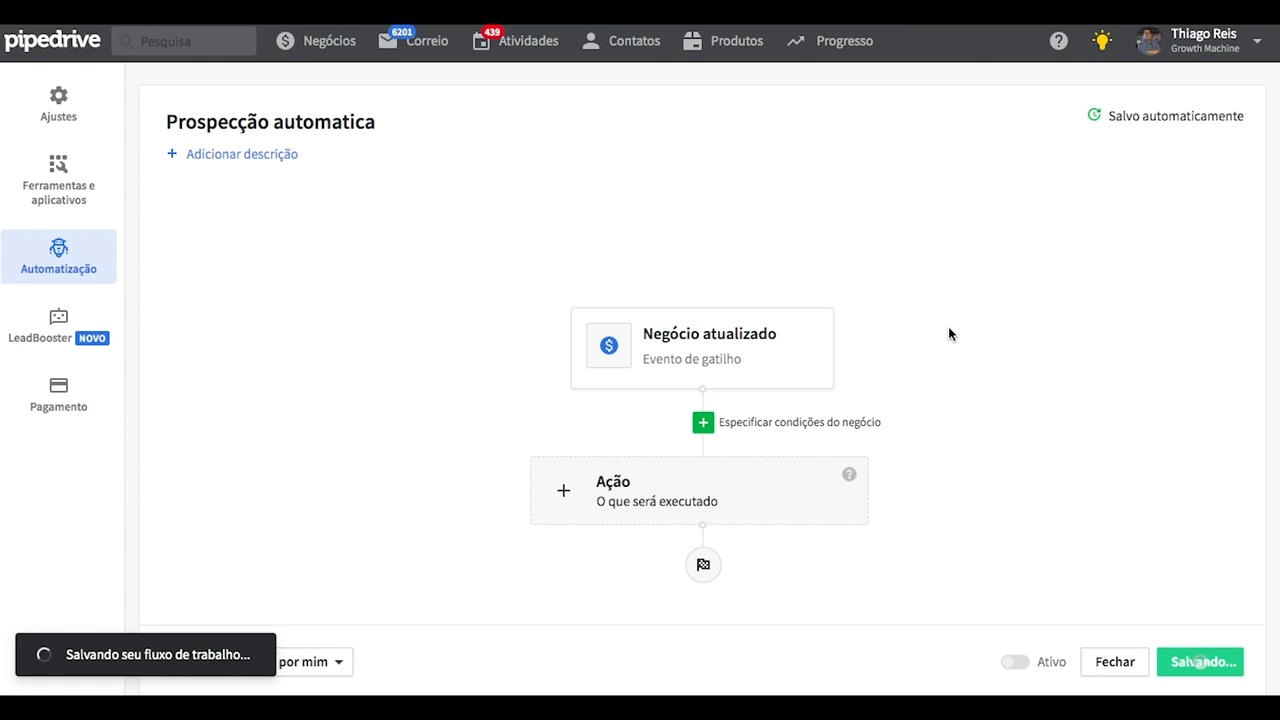 pipedrive
Pesquisa
Negócios
6201
Correio
439
Atividades
Contatos
Produtos
Progresso
Thiago Reis
Growth Machine
Ajustes
Ferramentas e
aplicativos
Automatização
LeadBooster NOVO
Pagamento
Prospecção automatica
+ Adicionar descrição
Salvo automaticamente
Negócio atualizado
Evento de gatilho
+ Especificar condições do negócio
+ Ação
O que será executado
Salvando seu fluxo de trabalho...
por mim
Ativo
Fechar
Salvando...